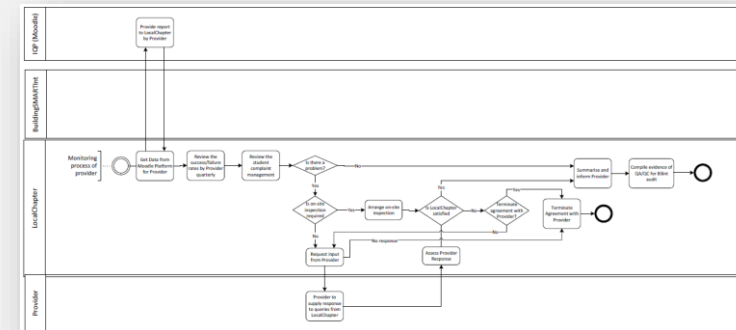 IQP (Moodle)
Provide report
to LocalChapter
by Provider
BuildingSMARTInt
LocalChapter
Monitoring
process of
provider
Get Data from
Moodle Platform
for Provider
Review the
success/failure
rates by Provider
quarterly
Review the
student
complaint
management
Is there a
problem?
No
Summarise and
inform Provider
Compile evidence of
QA/QC for BSInt
audit
Yes
Is on-site
inspection
required
Yes
Arrange on-site
inspection
Yes
Is LocalChapter
satisfied
No
Terminate
agreement with
Provider?
Yes
Terminate
Agreement with
Provider
No
No
No response
Request Input
from Provider
Assess Provider
Response
Provider
Provider to
supply response
to queries from
LocalChapter